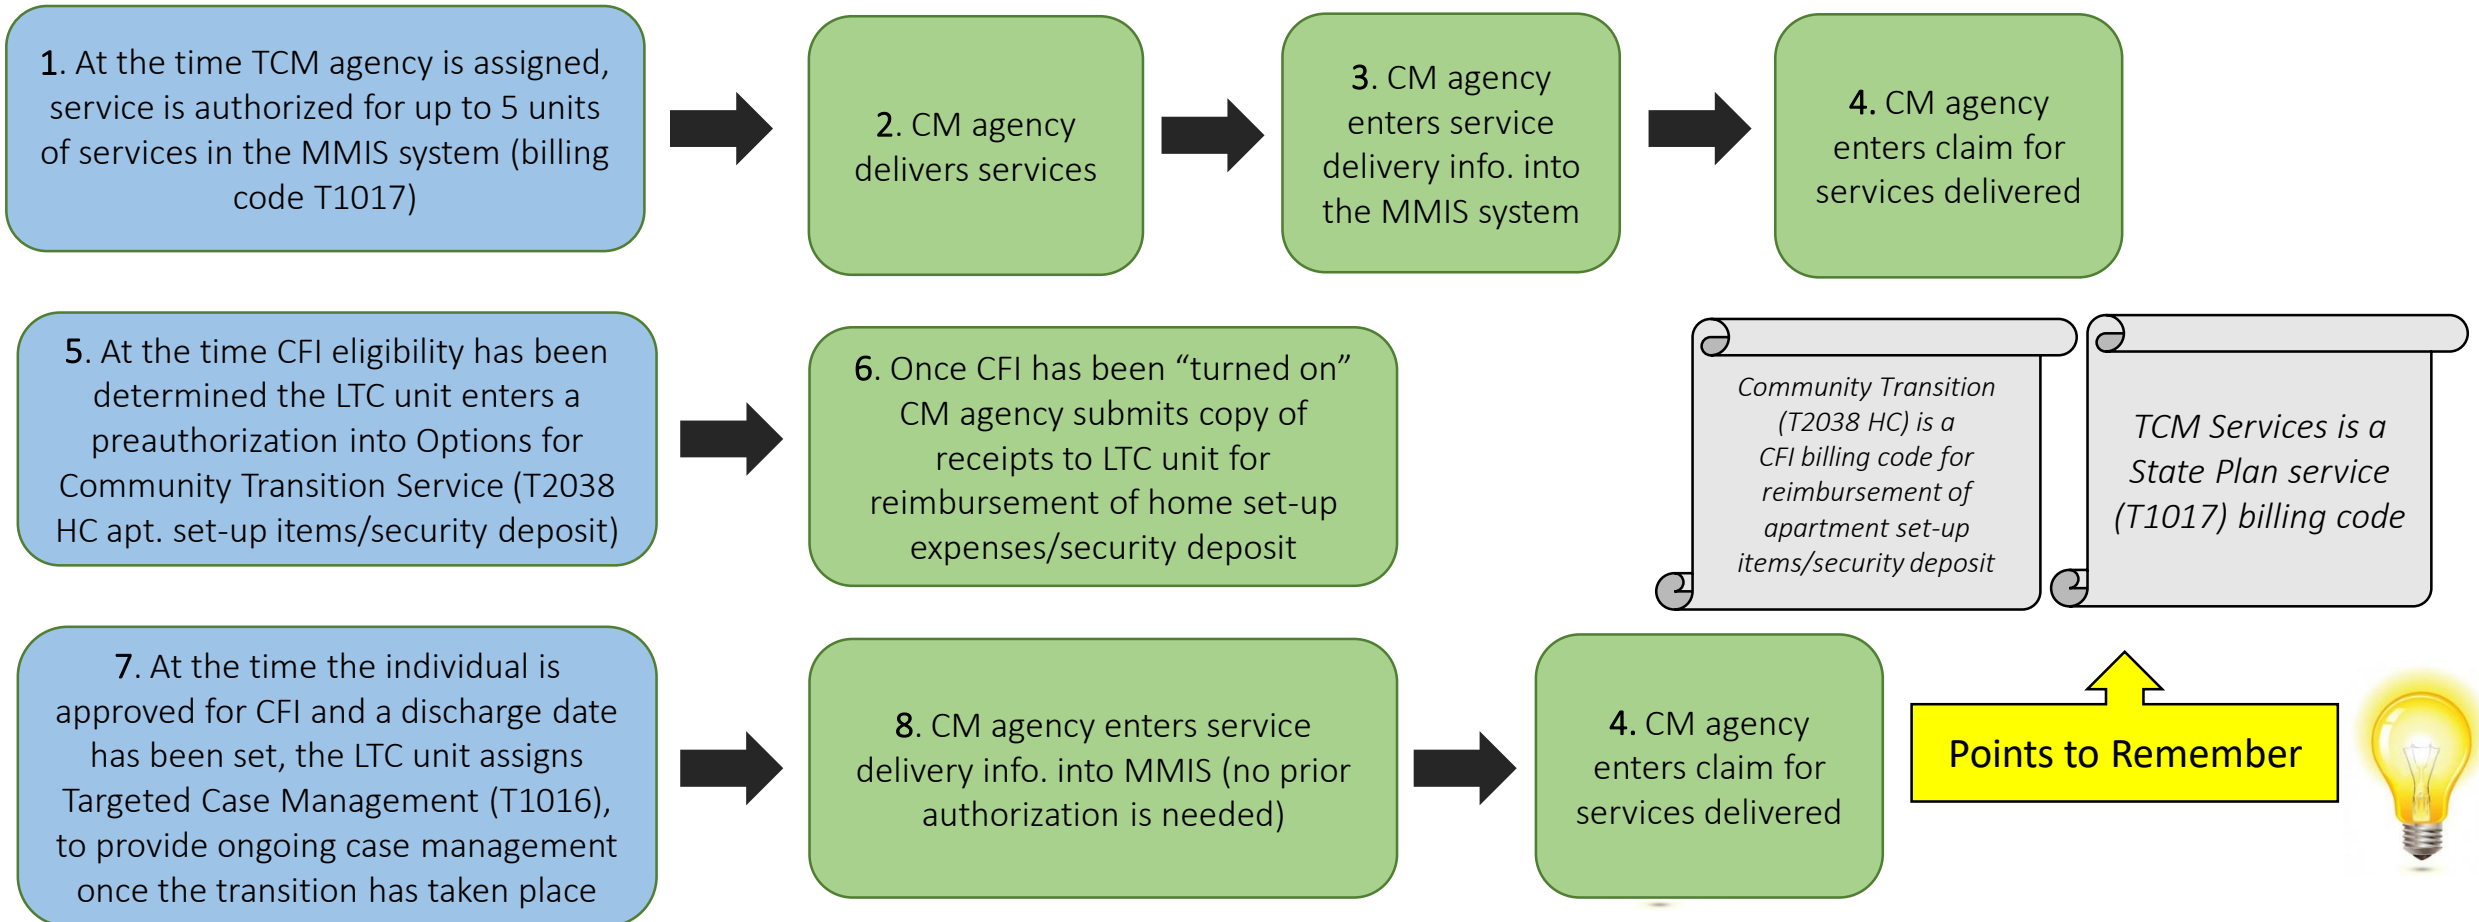 1. At the time TCM agency is assigned,
service is authorized for up to 5 units
of services in the MMIS system (billing
code T1017)
2. CM agency
delivers services
3. CM agency
enters service
delivery info. into
the MMIS system
4. CM agency
enters claim for
services delivered
5. At the time CFI eligibility has been
determined the LTC unit enters a
preauthorization into Options for
Community Transition Service (T2038
HC apt. set-up items/security deposit)
6. Once CFI has been “turned on”
CM agency submits copy of
receipts to LTC unit for
reimbursement of home set-up
expenses/security deposit
Community Transition
(T2038 HC) is a
CFI billing code for
reimbursement of
apartment set-up
items/security deposit
TCM Services is a
State Plan service
(T1017) billing code
7. At the time the individual is
approved for CFI and a discharge date
has been set, the LTC unit assigns
Targeted Case Management (T1016),
to provide ongoing case management
once the transition has taken place
8. CM agency enters service
delivery info. into MMIS (no prior
authorization is needed)
4. CM agency
enters claim for
services delivered
Points to Remember